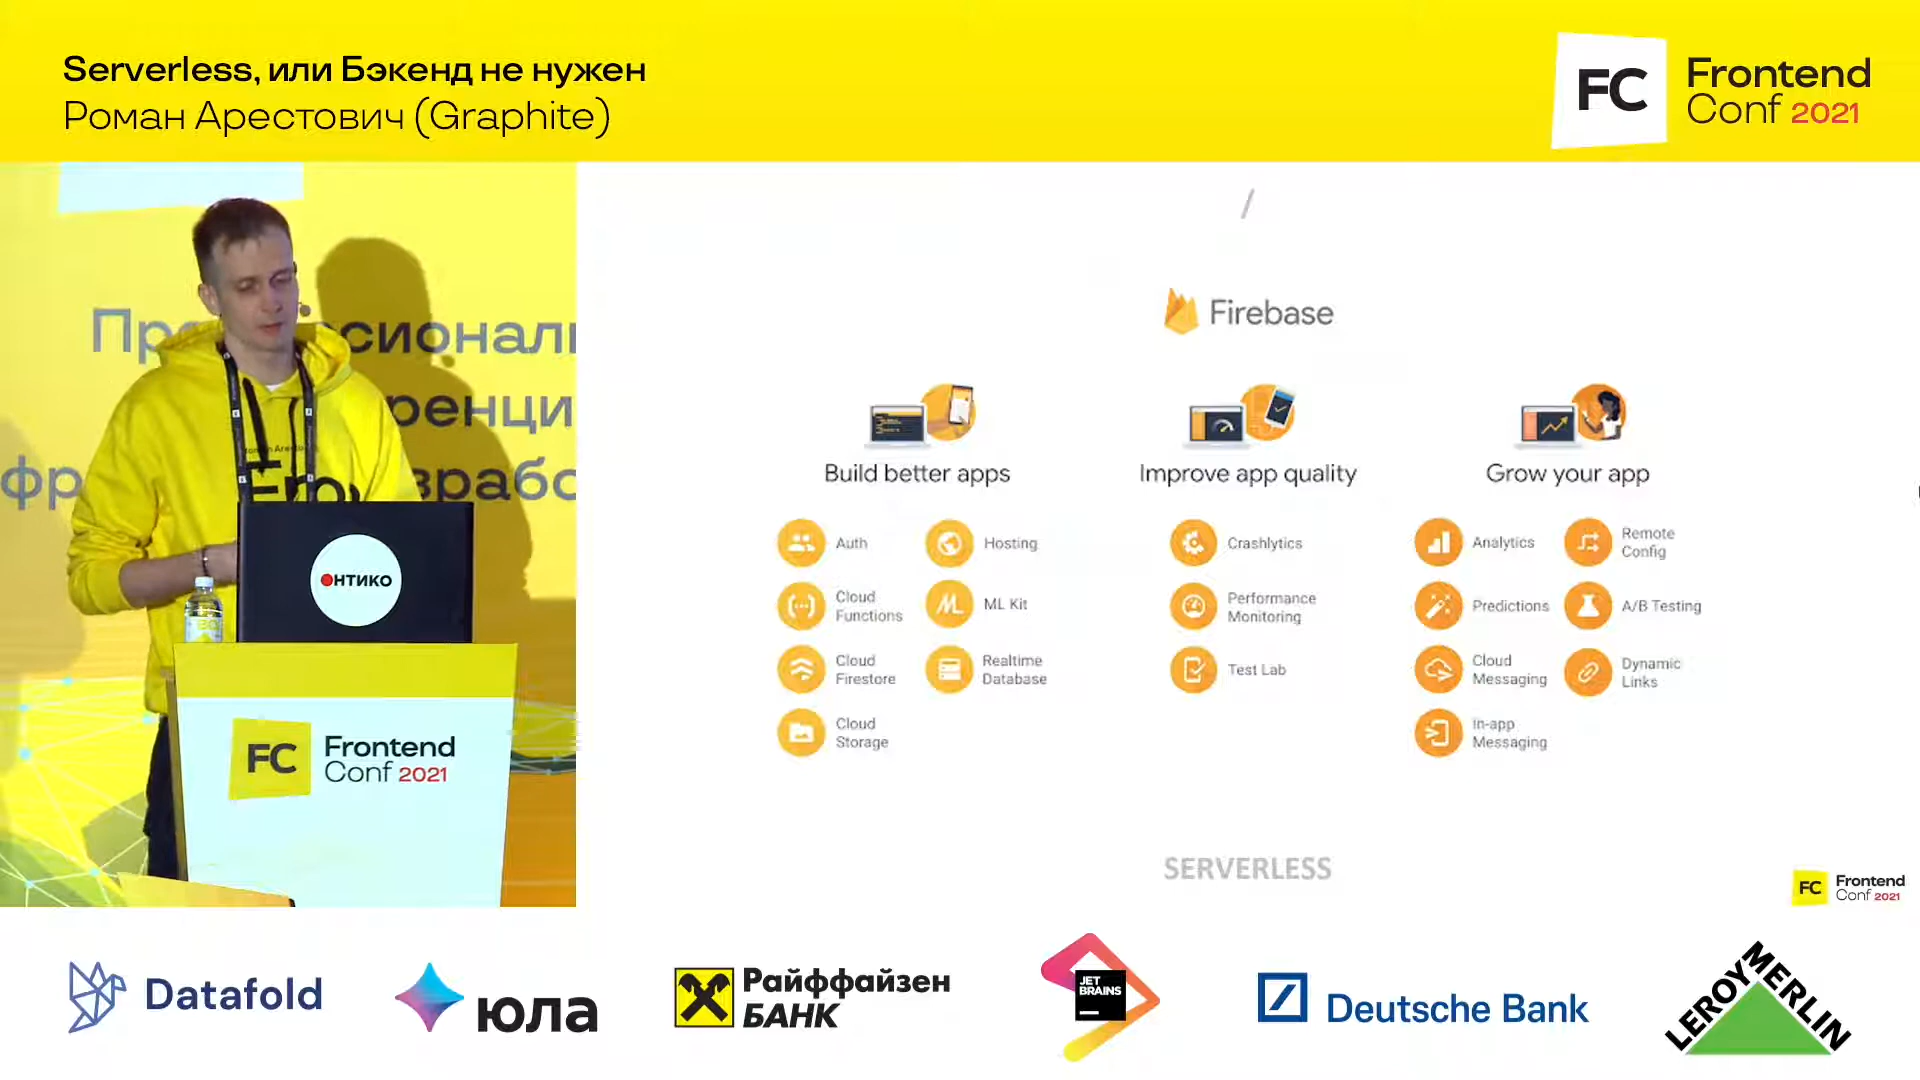 Serverless, или Бэкенд не нужен
Роман Арестович (Graphite)
FC
Frontend
Conf 2021
ОНТИКО
FC
Frontend
Conf 2021
/
Firebase
Build better apps
Auth
Hosting
Cloud
Functions
ML Kit
Cloud
Firestore
Realtime
Database
Cloud
Storage
Improve app quality
Crashlytics
Performance
Monitoring
Test Lab
Grow your app
Analytics
Remote
Config
Predictions
A/B Testing
Cloud
Messaging
Dynamic
Links
In-app
Messaging
SERVERLESS
FC
Frontend
Conf 2021
Datafold
юла
Райффайзен
БАНК
JET
BRAINS
Deutsche Bank
LEROY MERLIN